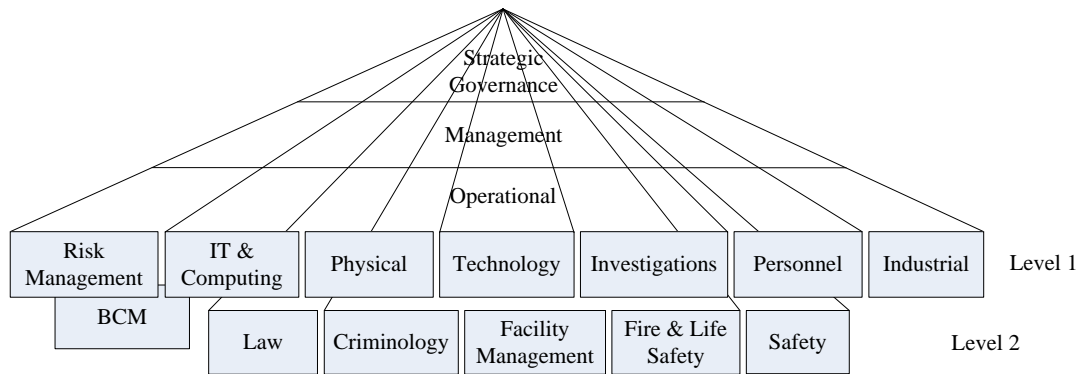 Strategic
Governance
Management
Operational
Risk
Management
IT &
Computing
Physical
Technology
Investigations
Personnel
Industrial
Level 1
BCM
Law
Criminology
Facility
Management
Fire & Life
Safety
Safety
Level 2